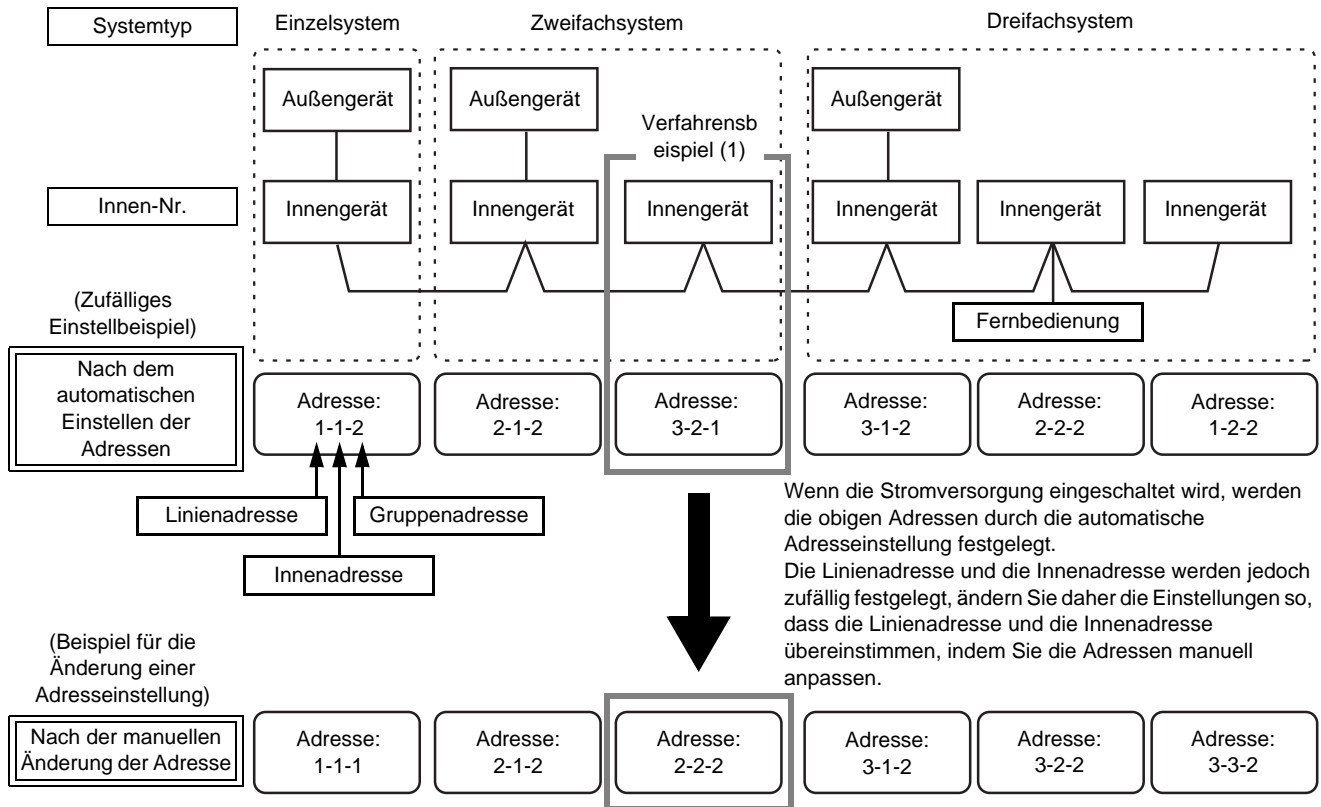 Systemtyp
Einzelsystem
Zweifachsystem
Dreifachsystem
Außengerät
Außengerät
Außengerät
Verfahrensb
eispiel (1)
Innen-Nr.
Innengerät
Innengerät
Innengerät
Innengerät
Innengerät
Innengerät
Fernbedienung
(Zufälliges
Einstellbeispiel)
Nach dem
automatischen
Einstellen der
Adressen
Adresse:
1-1-2
Adresse:
2-1-2
Adresse:
3-2-1
Adresse:
3-1-2
Adresse:
2-2-2
Adresse:
1-2-2
Linienadresse
Gruppenadresse
Innenadresse
Wenn die Stromversorgung eingeschaltet wird, werden
die obigen Adressen durch die automatische
Adresseinstellung festgelegt.
Die Linienadresse und die Innenadresse werden jedoch
zufällig festgelegt, ändern Sie daher die Einstellungen so,
dass die Linienadresse und die Innenadresse
übereinstimmen, indem Sie die Adressen manuell
anpassen.
(Beispiel für die
Änderung einer
Adresseinstellung)
Nach der manuellen
Änderung der Adresse
Adresse:
1-1-1
Adresse:
2-1-2
Adresse:
2-2-2
Adresse:
3-1-2
Adresse:
3-2-2
Adresse:
3-3-2